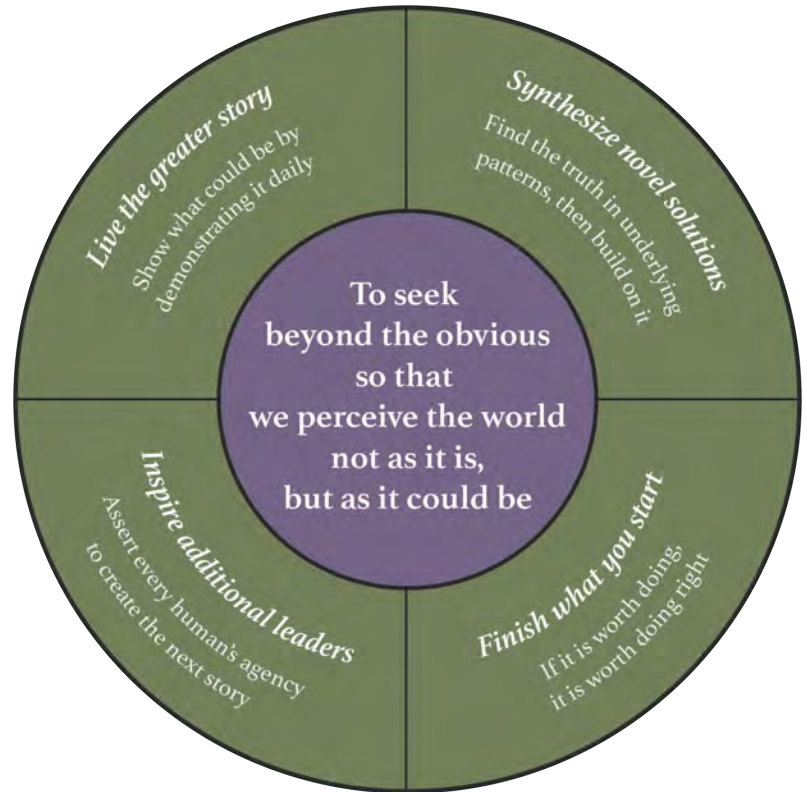 Live the greater story
Show what could be by
demonstrating it daily
Synthesize novel solutions
Find the truth in underlying
patterns, then build on it
To seek
beyond the obvious
so that
we perceive the world
not as it is,
but as it could be
Inspire additional leaders
Assert every human's agency
to create the next story
Finish what you start
If it is worth doing,
it is worth doing right